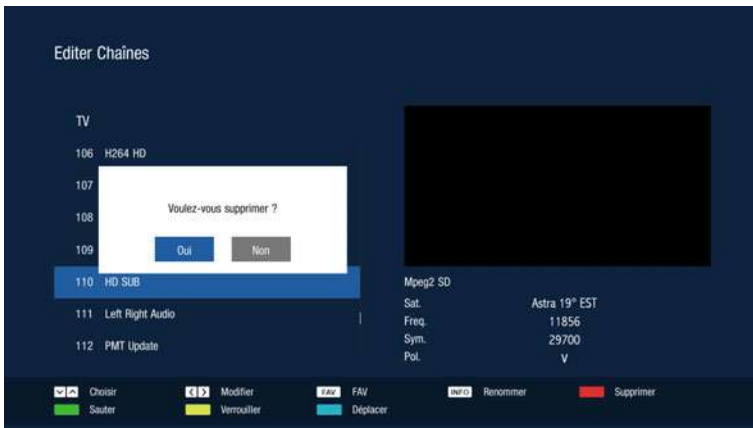 Editer Chaînes
TV
106 H264 HD
107
108
109
Voulez-vous supprimer ?
Oui Non
110 HD SUB
111 Left Right Audio
112 PMT Update
Mpeg2 SD
Sat. Astra 19° EST
Freq. 11856
Sym. 29700
Pol. V
Choisir Modifier FAV FAV INFO Renommer Supprimer
Sauter Verrouiller Déplacer